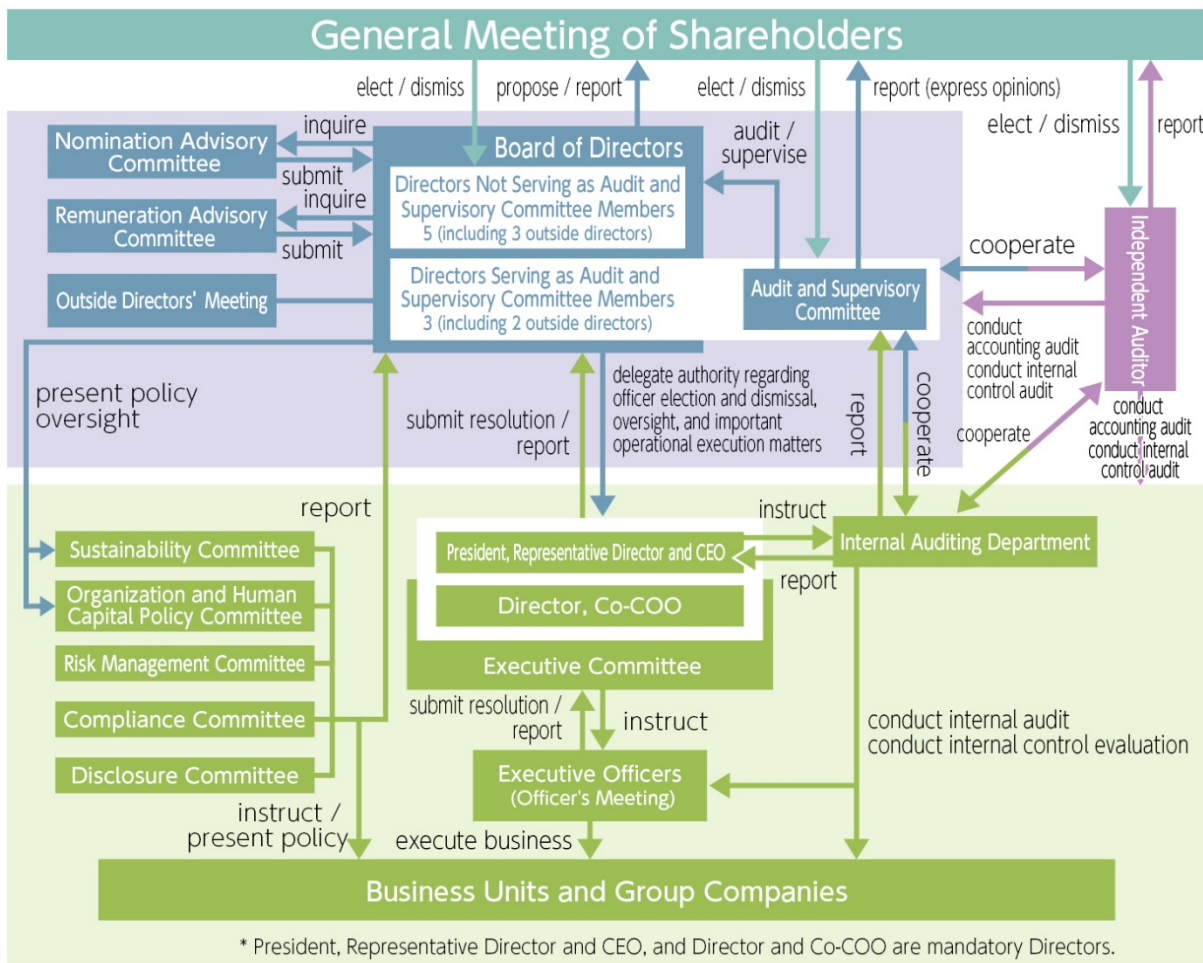 General Meeting of Shareholders
elect / dismiss
propose / report
elect / dismiss
report (express opinions)
elect / dismiss
report
Nomination Advisory
Committee
inquire
submit
Board of Directors
audit /
supervise
Directors Not Serving as Audit and
Supervisory Committee Members
5 (including 3 outside directors)
Remuneration Advisory
Committee
inquire
submit
Independent Auditor
cooperate
Outside Directors' Meeting
Directors Serving as Audit and
Supervisory Committee Members
3 (including 2 outside directors)
Audit and Supervisory
Committee
conduct
accounting audit
conduct internal
control audit
present policy
oversight
submit resolution /
report
delegate authority regarding
officer election and dismissal,
oversight, and important
operational execution matters
report
cooperate
cooperate
conduct
accounting audit
conduct internal
control audit
report
instruct
Sustainability Committee
President, Representative Director and CEO
Internal Auditing Department
report
Organization and Human
Capital Policy Committee
Director, Co-COO
Risk Management Committee
Executive Committee
Compliance Committee
submit resolution /
report
instruct
conduct internal audit
conduct internal control evaluation
Disclosure Committee
Executive Officers
(Officer's Meeting)
instruct /
present policy
execute business
Business Units and Group Companies
* President, Representative Director and CEO, and Director and Co-COO are mandatory Directors.